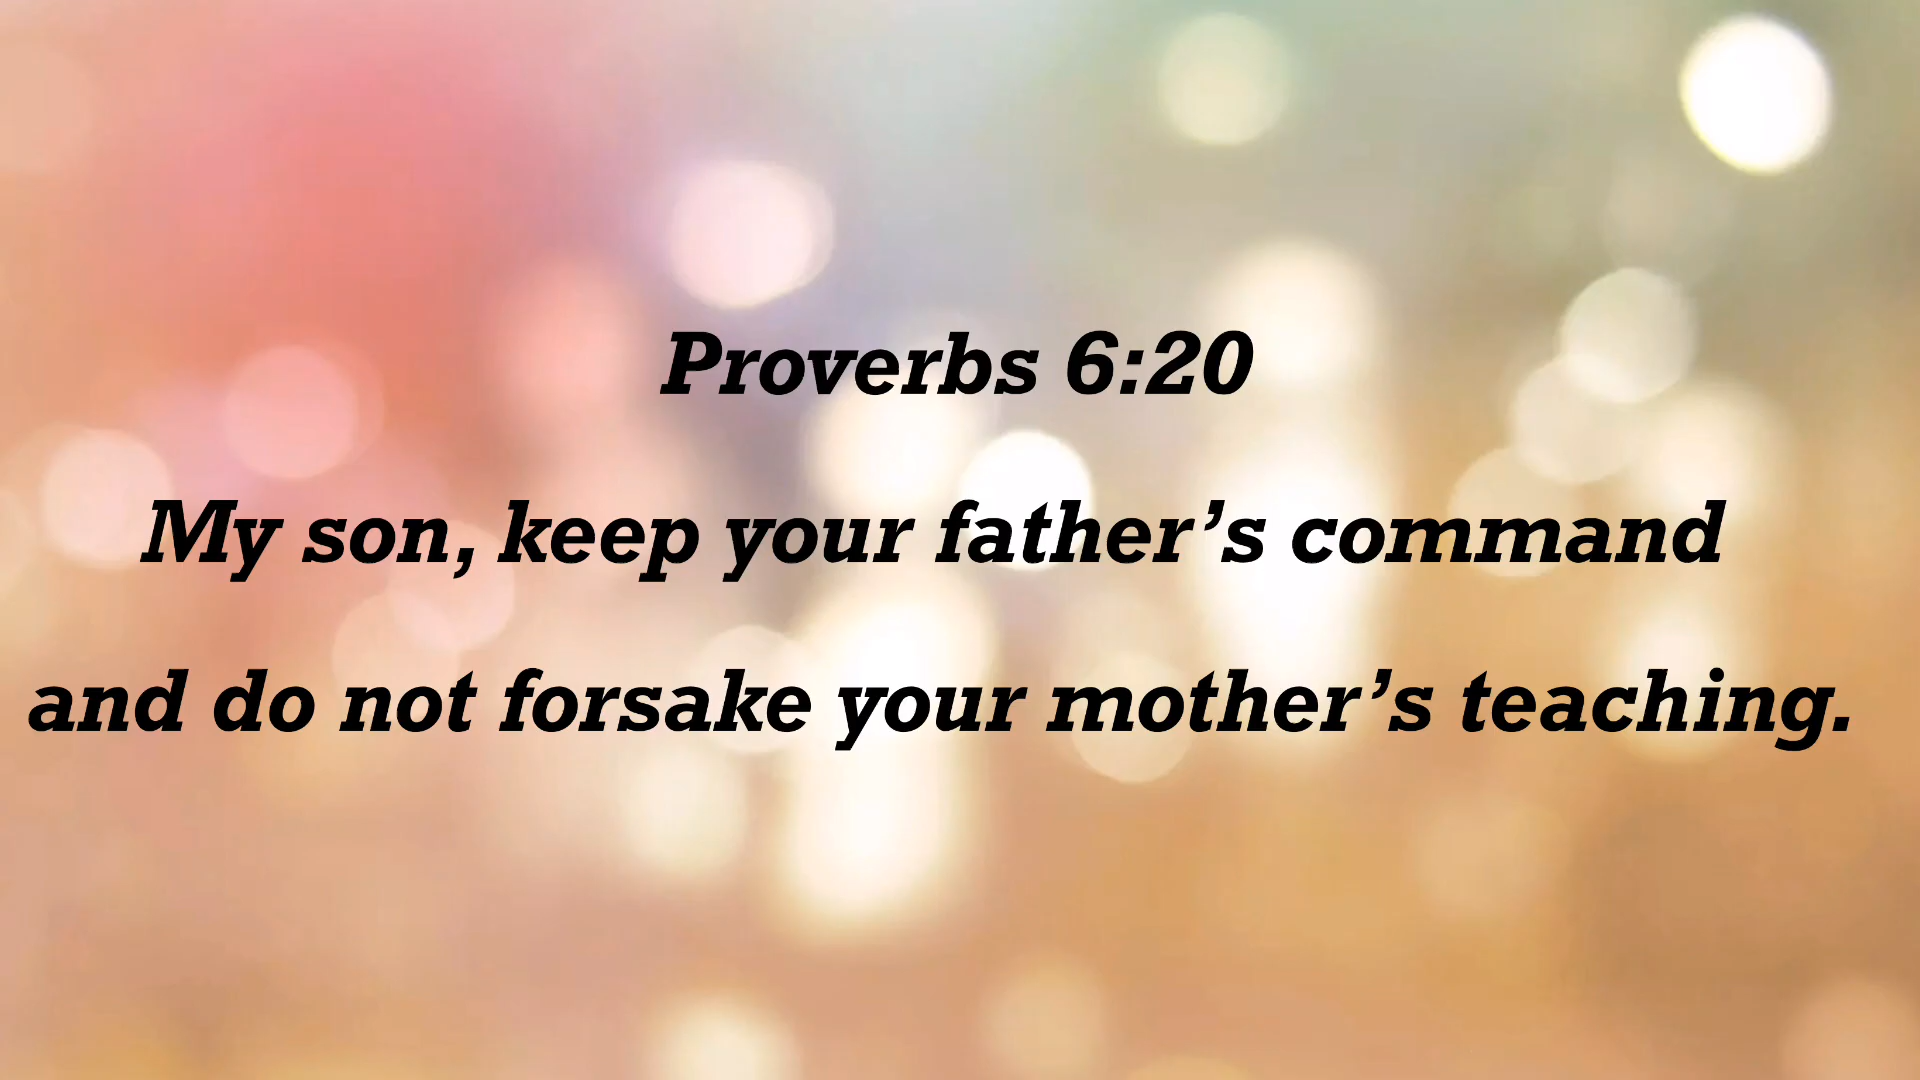 Proverbs 6:20
My son, keep your father’s command
and do not forsake your mother’s teaching.